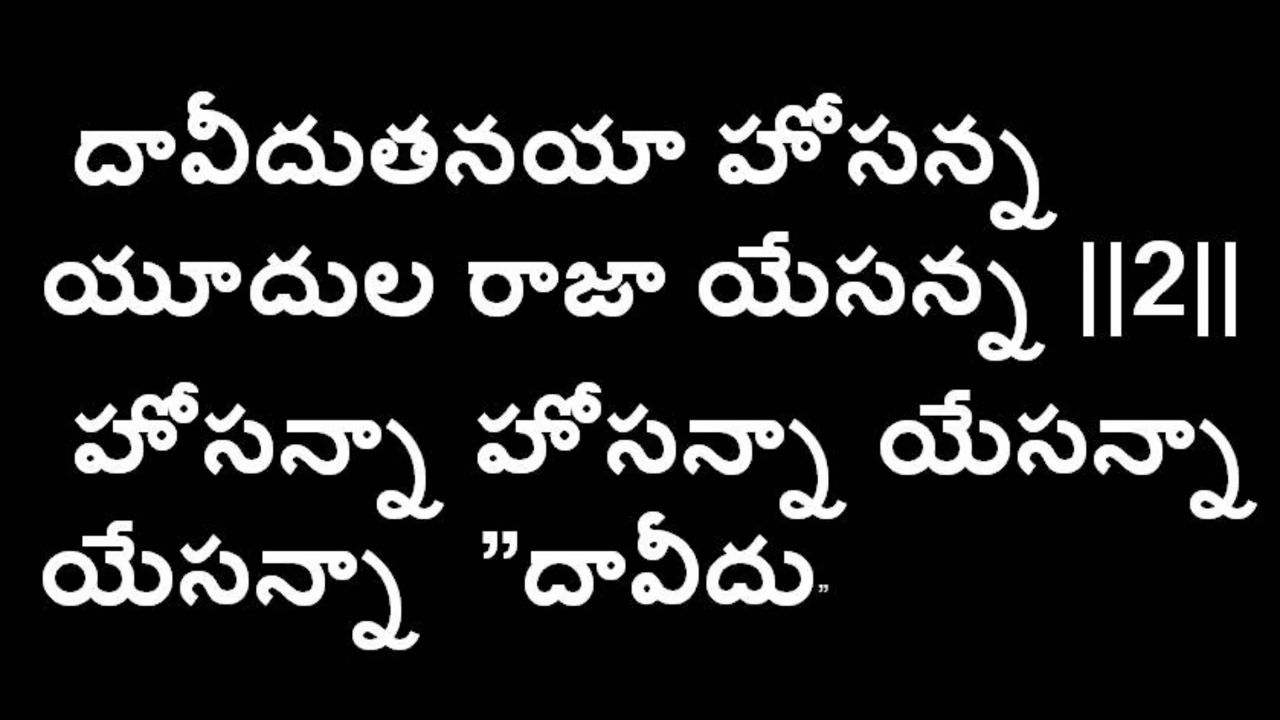 దావీదుతనయా హోసన్న
యూదుల రాజా యేసన్న ||2||
హోసన్నా హోసన్నా యేసన్నా
యేసన్నా ”దావీదు”